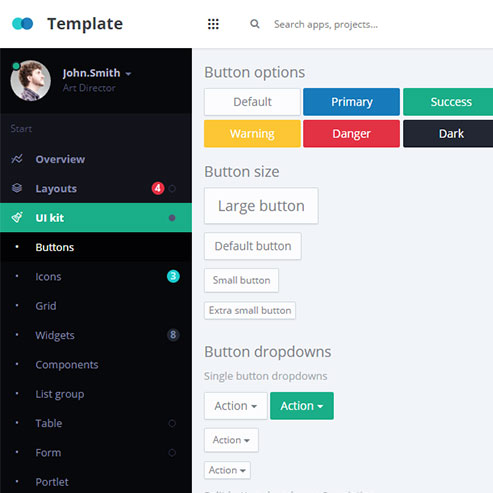 Template
Search apps, projects...
John.Smith
Art Director
Start
Overview
Layouts 4
UI kit
Buttons
Icons 3
Grid
Widgets 8
Components
List group
Table
Form
Portlet
Button options
Default Primary Success
Warning Danger Dark
Button size
Large button
Default button
Small button
Extra small button
Button dropdowns
Single button dropdowns
Action Action
Action
Action